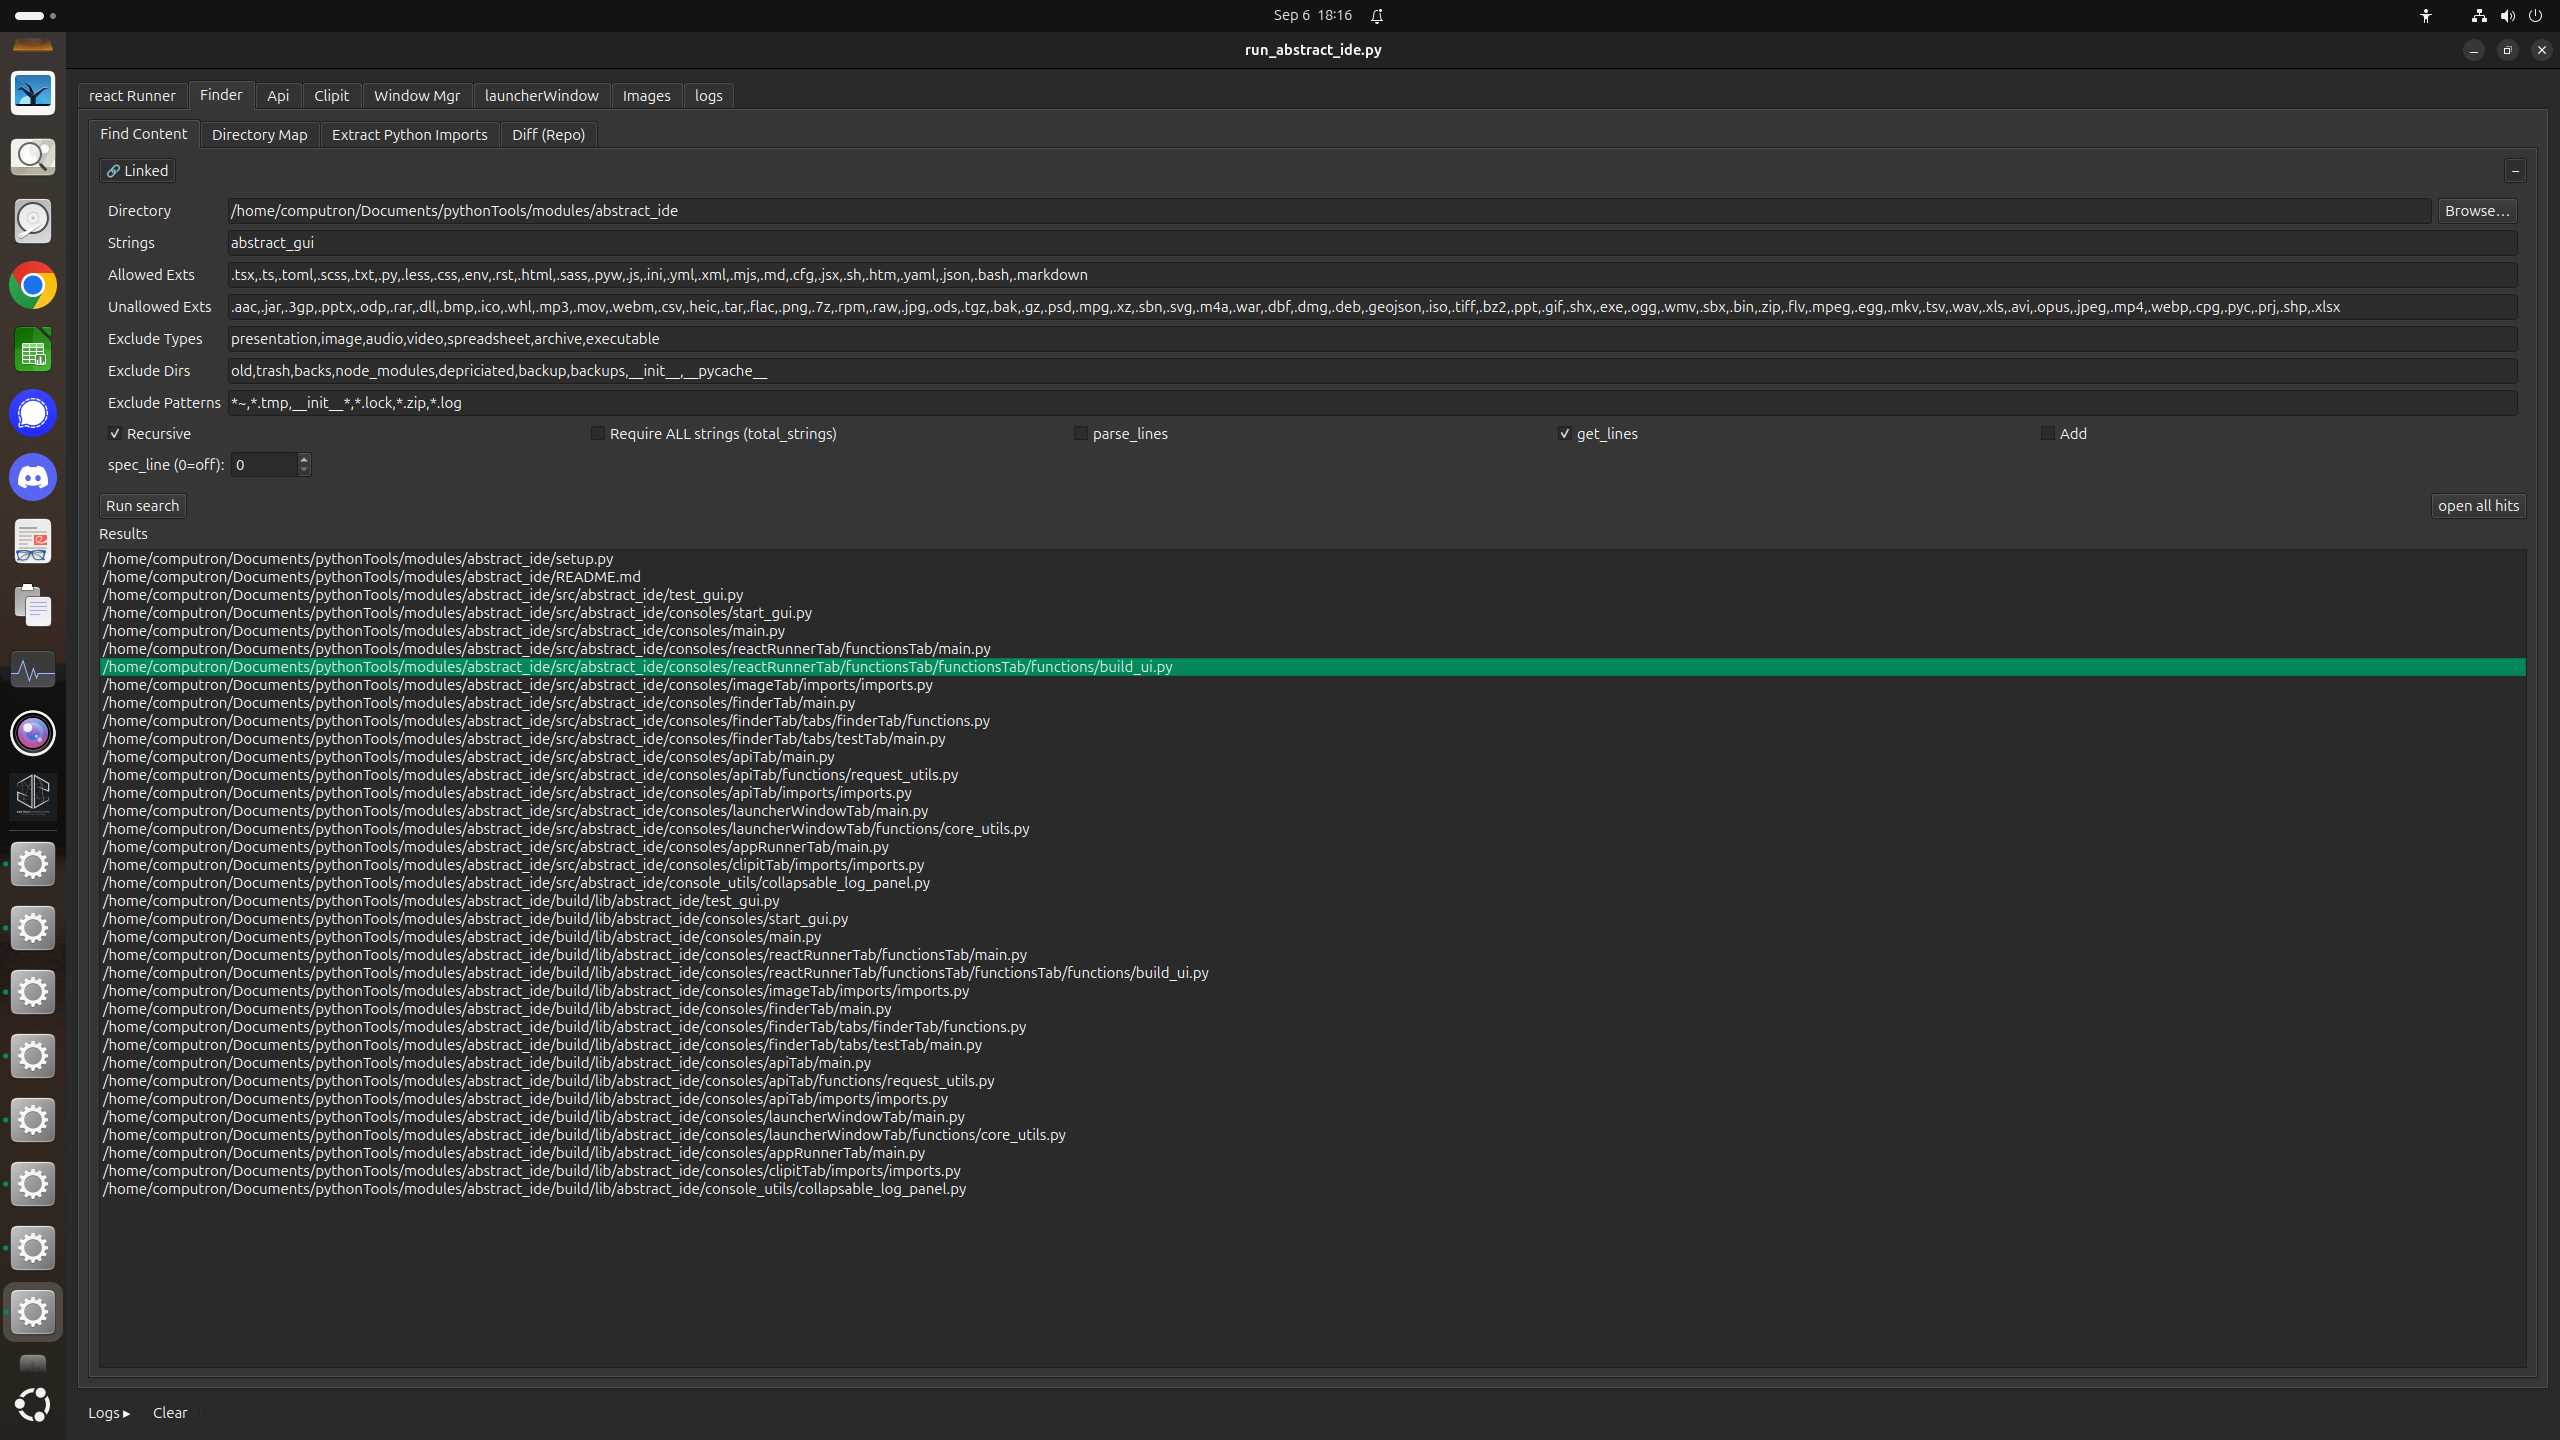 Sep 6 18:16
run_abstract_ide.py
react Runner Finder Api Clipit Window Mgr launcherWindow Images logs
Find Content Directory Map Extract Python Imports Diff (Repo)
Linked –
Directory /home/computron/Documents/pythonTools/modules/abstract_ide Browse...
Strings abstract_gui
Allowed Exts .tsx,.ts,.toml,.scss,.txt,.py,.less,.css,.env,.rst,.html,.sass,.pyw,.js,.ini,.yml,.xml,.mjs,.md,.cfg,.jsx,.sh,.htm,.yaml,.json,.bash,.markdown
Unallowed Exts .aac,.jar,.3gp,.pptx,.odp,.rar,.dll,.bmp,.ico,.whl,.mp3,.mov,.webm,.csv,.heic,.tar,.flac,.png,.7z,.rpm,.raw,.jpg,.ods,.tgz,.bak,.gz,.psd,.mpg,.xz,.sbn,.svg,.m4a,.war,.dbf,.dmg,.deb,.geojson,.iso,.tiff,.bz2,.ppt,.gif,.shx,.exe,.ogg,.wmv,.sbx,.bin,.zip,.flv,.mpeg,.egg,.mkv,.tsv,.wav,.xls,.avi,.opus,.jpeg,.mp4,.webp,.cpg,.pyc,.prj,.shp,.xlsx
Exclude Types presentation,image,audio,video,spreadsheet,archive,executable
Exclude Dirs old,trash,backs,node_modules,depriciated,backup,backups,__init__,__pycache__
Exclude Patterns *~,*.tmp,__init__*,*.lock,*.zip,*.log
Recursive Require ALL strings (total_strings) parse_lines get_lines Add
spec_line (0=off): 0
Run search open all hits
Results
/home/computron/Documents/pythonTools/modules/abstract_ide/setup.py
/home/computron/Documents/pythonTools/modules/abstract_ide/README.md
/home/computron/Documents/pythonTools/modules/abstract_ide/src/abstract_ide/test_gui.py
/home/computron/Documents/pythonTools/modules/abstract_ide/src/abstract_ide/consoles/start_gui.py
/home/computron/Documents/pythonTools/modules/abstract_ide/src/abstract_ide/consoles/main.py
/home/computron/Documents/pythonTools/modules/abstract_ide/src/abstract_ide/consoles/reactRunnerTab/functionsTab/main.py
/home/computron/Documents/pythonTools/modules/abstract_ide/src/abstract_ide/consoles/reactRunnerTab/functionsTab/functionsTab/functions/build_ui.py
/home/computron/Documents/pythonTools/modules/abstract_ide/src/abstract_ide/consoles/imageTab/imports/imports.py
/home/computron/Documents/pythonTools/modules/abstract_ide/src/abstract_ide/consoles/finderTab/main.py
/home/computron/Documents/pythonTools/modules/abstract_ide/src/abstract_ide/consoles/finderTab/tabs/finderTab/functions.py
/home/computron/Documents/pythonTools/modules/abstract_ide/src/abstract_ide/consoles/finderTab/tabs/testTab/main.py
/home/computron/Documents/pythonTools/modules/abstract_ide/src/abstract_ide/consoles/apiTab/main.py
/home/computron/Documents/pythonTools/modules/abstract_ide/src/abstract_ide/consoles/apiTab/functions/request_utils.py
/home/computron/Documents/pythonTools/modules/abstract_ide/src/abstract_ide/consoles/apiTab/imports/imports.py
/home/computron/Documents/pythonTools/modules/abstract_ide/src/abstract_ide/consoles/launcherWindowTab/main.py
/home/computron/Documents/pythonTools/modules/abstract_ide/src/abstract_ide/consoles/launcherWindowTab/functions/core_utils.py
/home/computron/Documents/pythonTools/modules/abstract_ide/src/abstract_ide/consoles/appRunnerTab/main.py
/home/computron/Documents/pythonTools/modules/abstract_ide/src/abstract_ide/consoles/clipitTab/imports/imports.py
/home/computron/Documents/pythonTools/modules/abstract_ide/src/abstract_ide/console_utils/collapsable_log_panel.py
/home/computron/Documents/pythonTools/modules/abstract_ide/build/lib/abstract_ide/test_gui.py
/home/computron/Documents/pythonTools/modules/abstract_ide/build/lib/abstract_ide/consoles/start_gui.py
/home/computron/Documents/pythonTools/modules/abstract_ide/build/lib/abstract_ide/consoles/main.py
/home/computron/Documents/pythonTools/modules/abstract_ide/build/lib/abstract_ide/consoles/reactRunnerTab/functionsTab/main.py
/home/computron/Documents/pythonTools/modules/abstract_ide/build/lib/abstract_ide/consoles/reactRunnerTab/functionsTab/functionsTab/functions/build_ui.py
/home/computron/Documents/pythonTools/modules/abstract_ide/build/lib/abstract_ide/consoles/imageTab/imports/imports.py
/home/computron/Documents/pythonTools/modules/abstract_ide/build/lib/abstract_ide/consoles/finderTab/main.py
/home/computron/Documents/pythonTools/modules/abstract_ide/build/lib/abstract_ide/consoles/finderTab/tabs/finderTab/functions.py
/home/computron/Documents/pythonTools/modules/abstract_ide/build/lib/abstract_ide/consoles/finderTab/tabs/testTab/main.py
/home/computron/Documents/pythonTools/modules/abstract_ide/build/lib/abstract_ide/consoles/apiTab/main.py
/home/computron/Documents/pythonTools/modules/abstract_ide/build/lib/abstract_ide/consoles/apiTab/functions/request_utils.py
/home/computron/Documents/pythonTools/modules/abstract_ide/build/lib/abstract_ide/consoles/apiTab/imports/imports.py
/home/computron/Documents/pythonTools/modules/abstract_ide/build/lib/abstract_ide/consoles/launcherWindowTab/main.py
/home/computron/Documents/pythonTools/modules/abstract_ide/build/lib/abstract_ide/consoles/launcherWindowTab/functions/core_utils.py
/home/computron/Documents/pythonTools/modules/abstract_ide/build/lib/abstract_ide/consoles/appRunnerTab/main.py
/home/computron/Documents/pythonTools/modules/abstract_ide/build/lib/abstract_ide/consoles/clipitTab/imports/imports.py
/home/computron/Documents/pythonTools/modules/abstract_ide/build/lib/abstract_ide/console_utils/collapsable_log_panel.py
Logs ▸ Clear